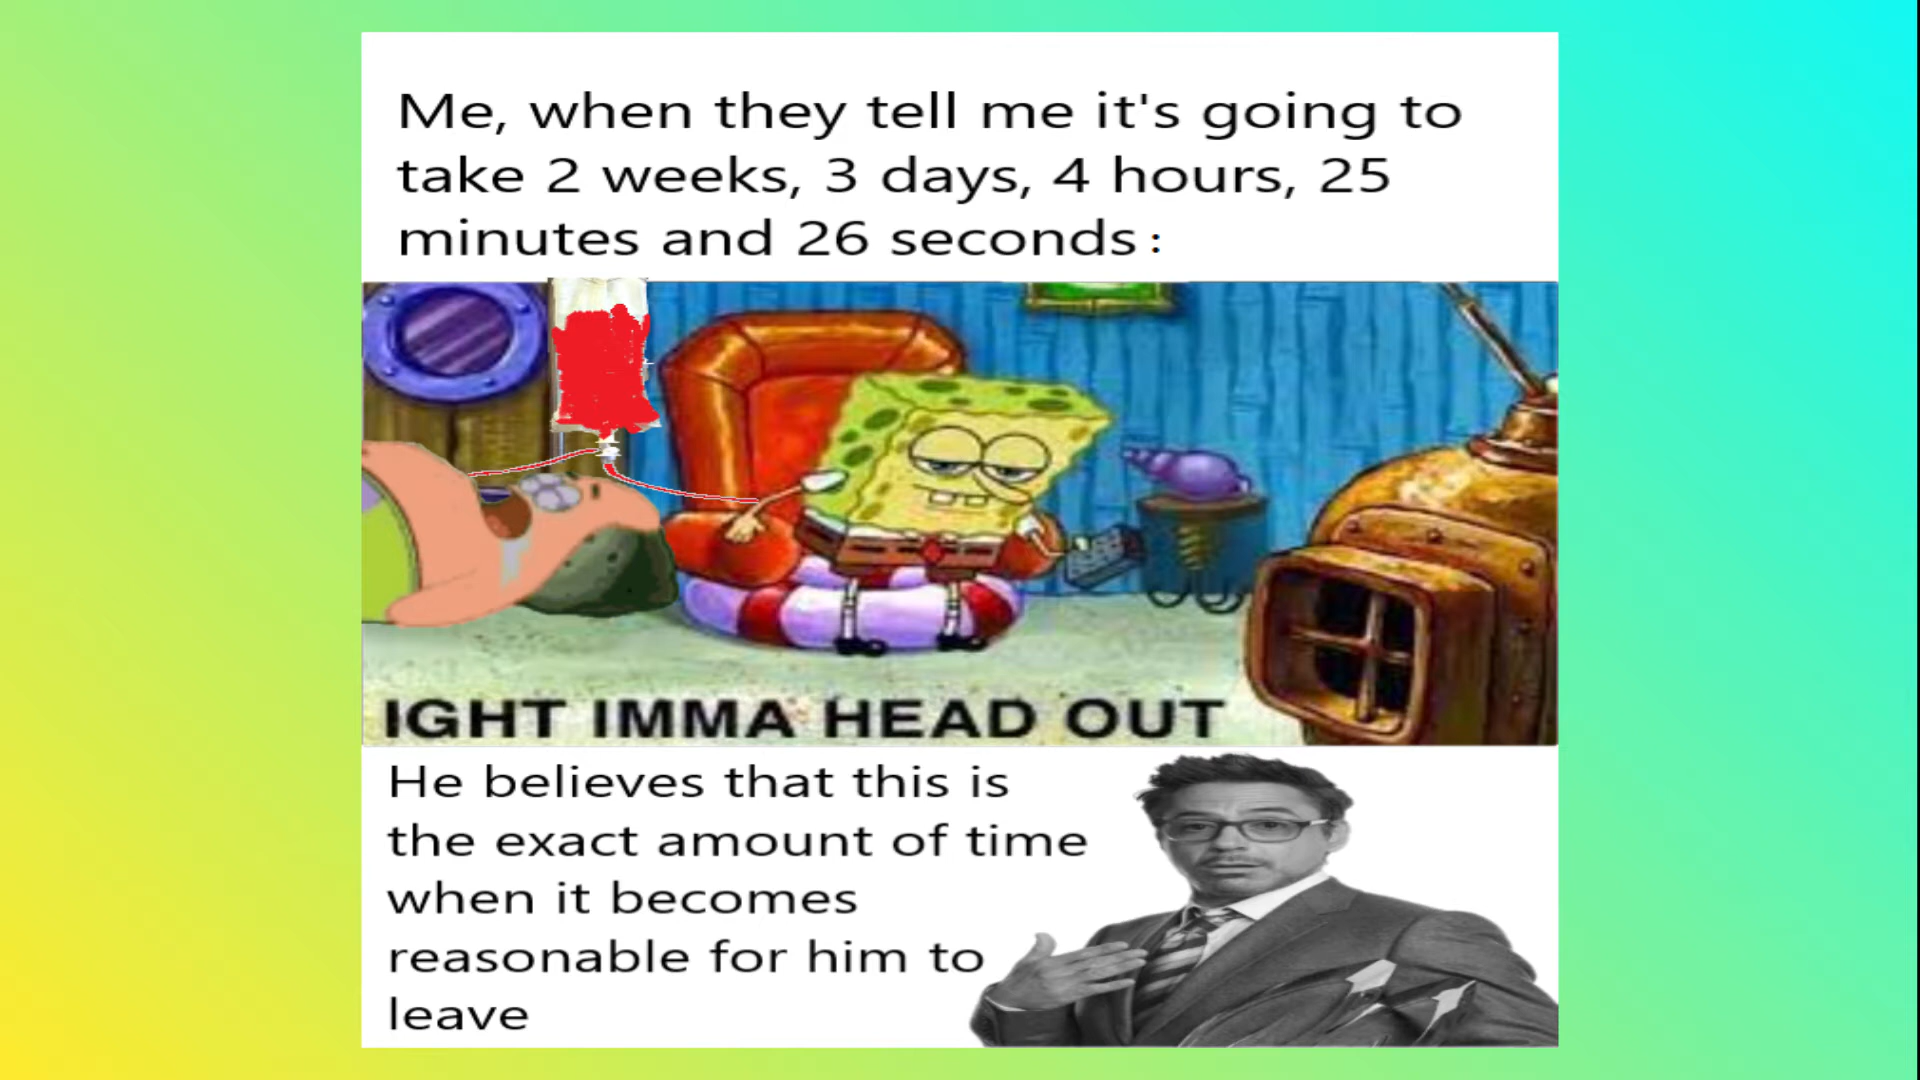 Me, when they tell me it's going to
take 2 weeks, 3 days, 4 hours, 25
minutes and 26 seconds:
IGHT IMMA HEAD OUT
He believes that this is
the exact amount of time
when it becomes
reasonable for him to
leave